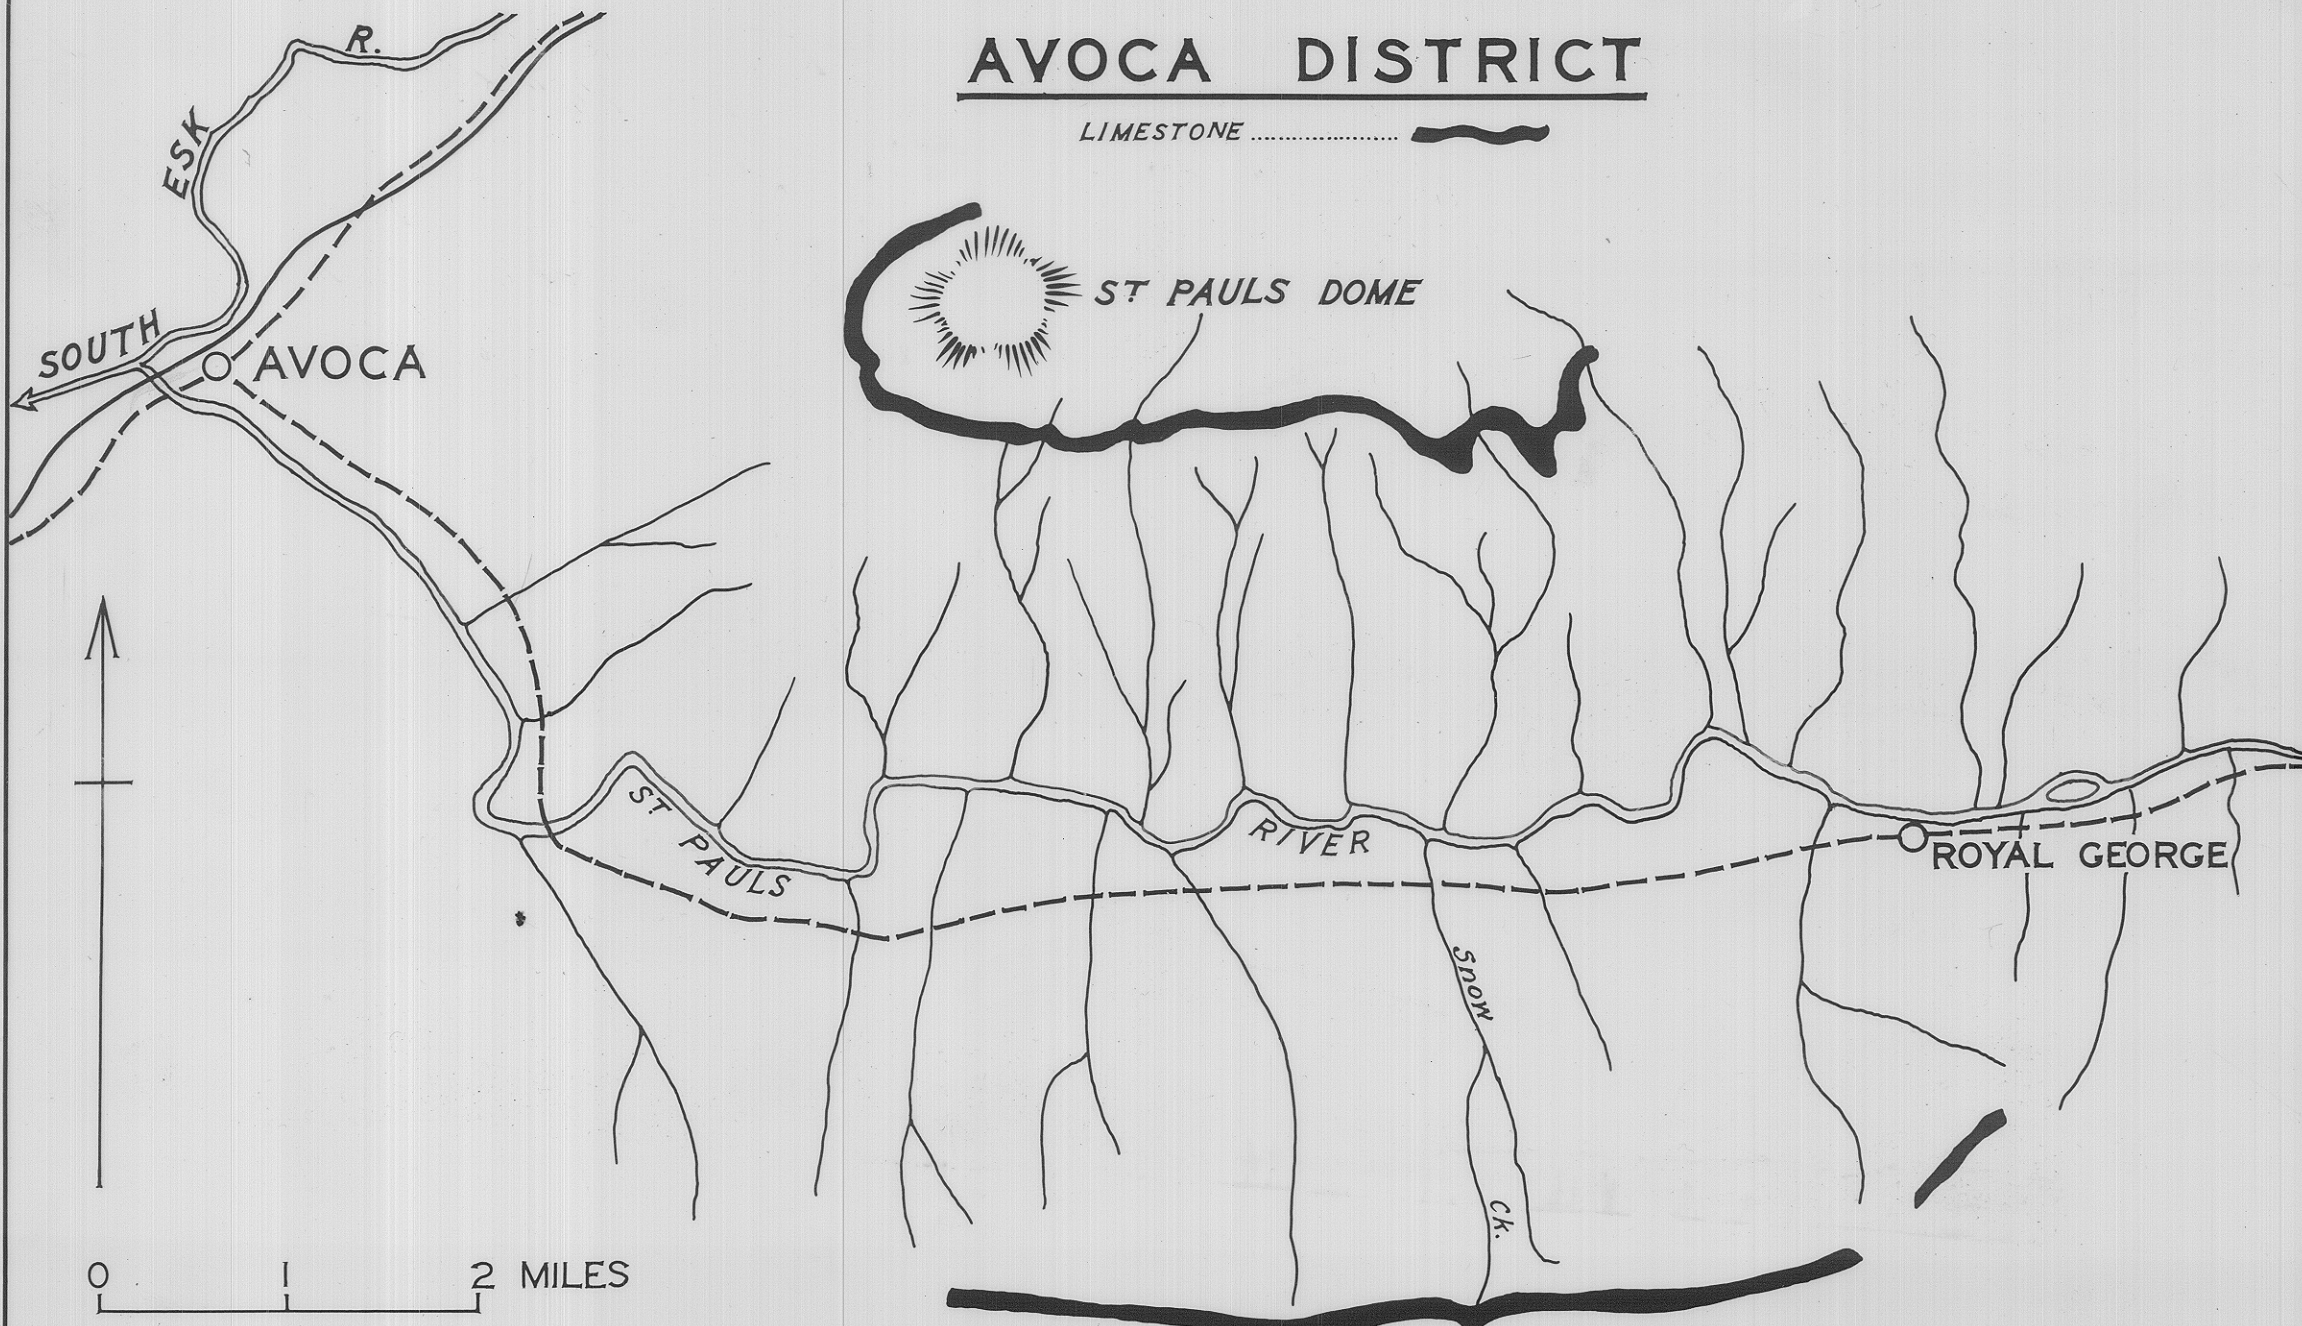 AVOCA DISTRICT
LIMESTONE ......................
R.
ESK
SOUTH
AVOCA
ST PAULS DOME
ST PAULS
RIVER
ROYAL GEORGE
Snow
Ck.
0 1 2 MILES